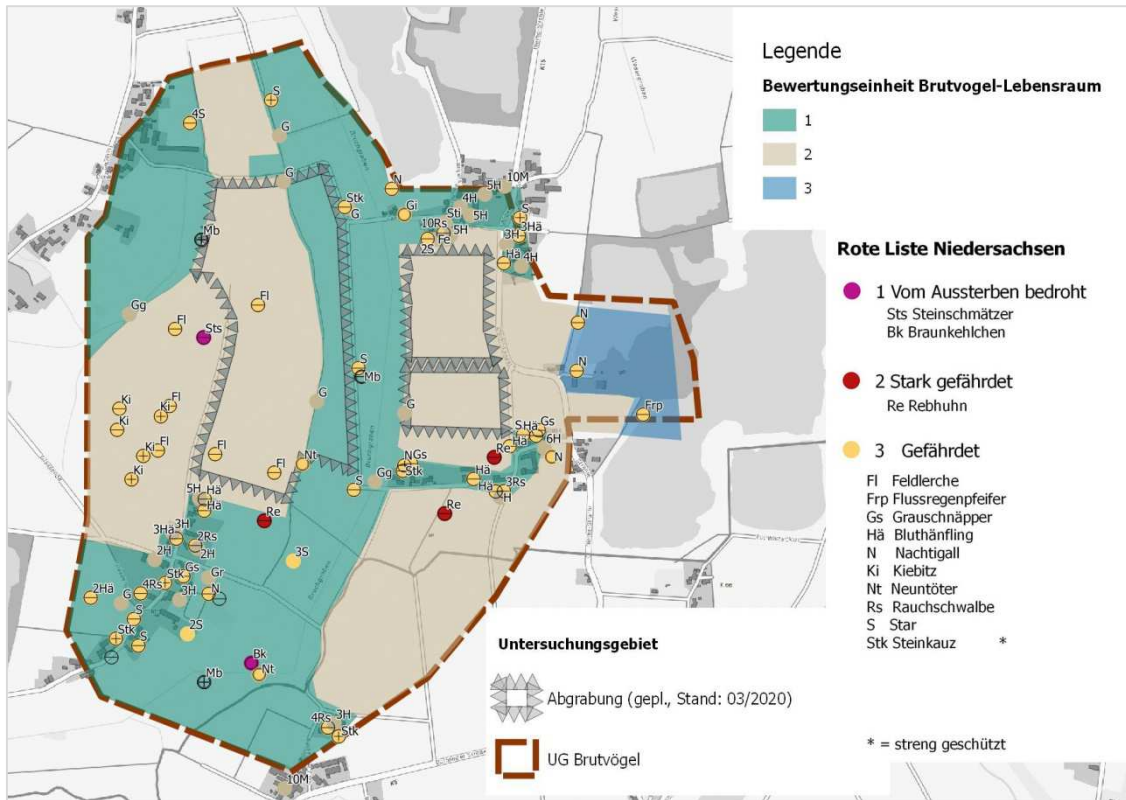 Legende
Bewertungseinheit Brutvogel-Lebensraum
1
2
3
Rote Liste Niedersachsen
1 Vom Aussterben bedroht
Sts Steinschmätzer
Bk Braunkehlchen
2 Stark gefährdet
Re Rebhuhn
3 Gefährdet
Fl Feldlerche
Frp Flussregenpfeifer
Gs Grauschnäpper
Hä Bluthänfling
N Nachtigall
Ki Kiebitz
Nt Neuntöter
Rs Rauchschwalbe
S Star
Stk Steinkauz *
* = streng geschützt
Untersuchungsgebiet
Abgrabung (gepl., Stand: 03/2020)
UG Brutvögel
S
4S
G
G
N
Stk
G
Gi
5H
10M
4H
Sti
5H
S
10Rs
5H
3Hä
3H
2S
Fe
Hä
4H
Mb
Gg
Fl
Fl
Sts
N
N
S
Mb
Frp
Ki
Ki
Fl
Ki
G
G
Ki
Fl
Ki
Fl
Fl
Nt
S
Hä
Gs
6H
Hä
Re
N
NGs
Stk
Gg
S
Hä
Hä
3Rs
H
5H
Hä
Hä
Re
Re
3H
3Hä
2Rs
2H
2H
3S
Stk
Gs
Gr
4Rs
N
2Hä
G
3H
S
2S
Stk
S
Bk
Nt
Mb
4Rs
3H
Stk
10M